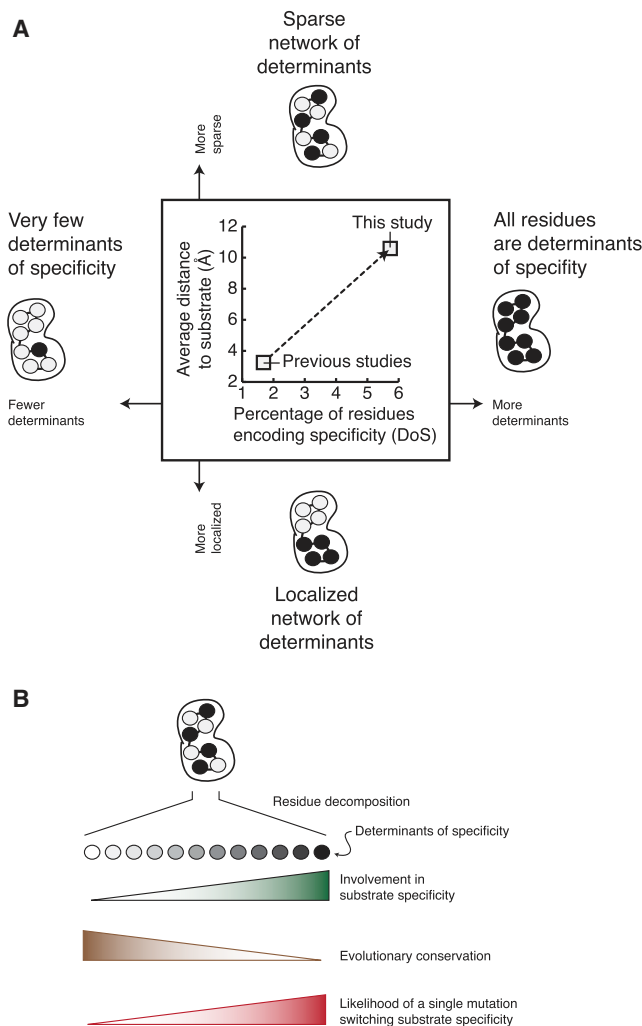 A
Sparse
network of
determinants
More
sparse
Very few
determinants
of specificity
Fewer
determinants
12
10
8
6
4
2
Average distance
to substrate (Å)
This study
Previous studies
1 2 3 4 5 6
Percentage of residues
encoding specificity (DoS)
All residues
are determinants
of specifity
More
determinants
More
localized
Localized
network of
determinants
B
Residue decomposition
Determinants of specificity
Involvement in
substrate specificity
Evolutionary conservation
Likelihood of a single mutation
switching substrate specificity